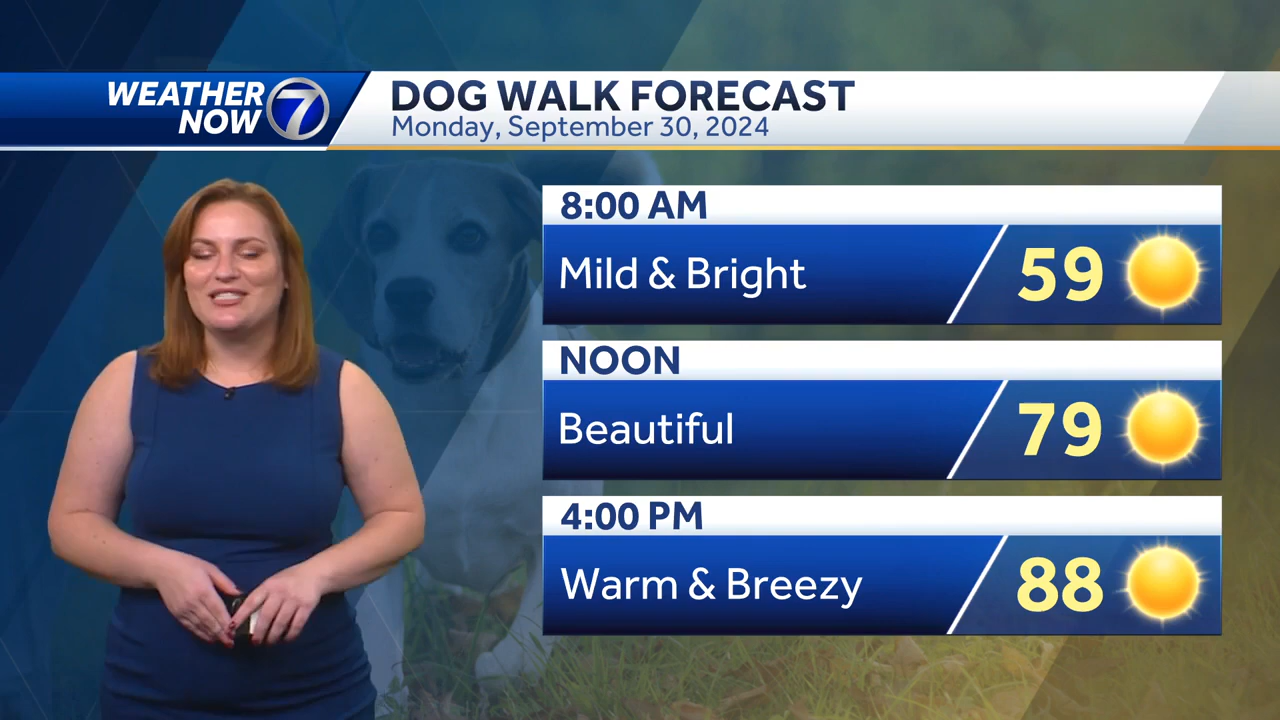 WEATHER
NOW 7
DOG WALK FORECAST
Monday, September 30, 2024
8:00 AM
Mild & Bright 59
NOON
Beautiful 79
4:00 PM
Warm & Breezy 88